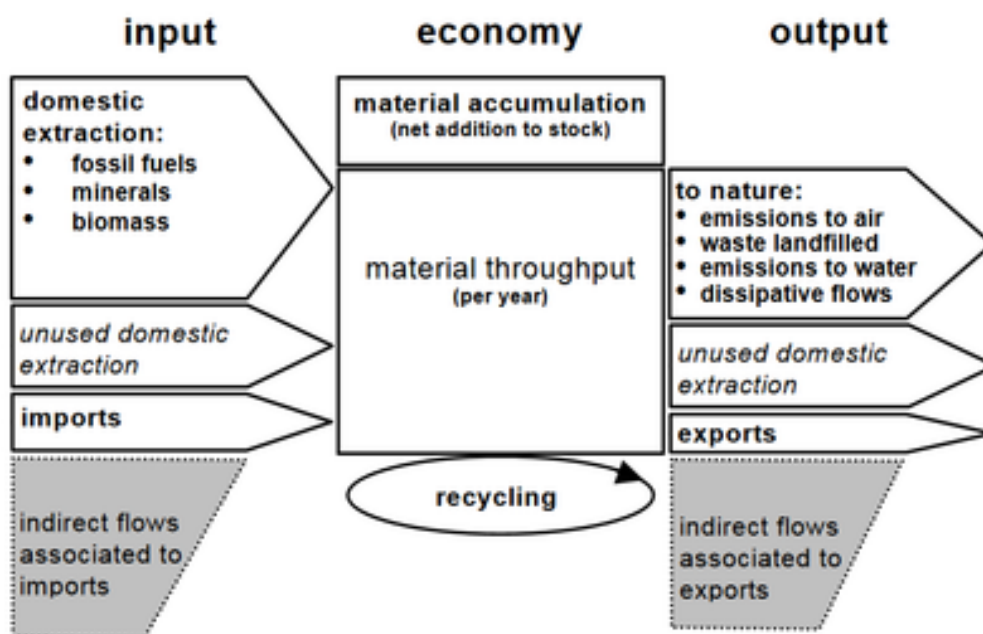 input
economy
output
domestic
extraction:
• fossil fuels
• minerals
• biomass
unused domestic
extraction
imports
indirect flows
associated to
imports
material accumulation
(net addition to stock)
material throughput
(per year)
recycling
to nature:
• emissions to air
• waste landfilled
• emissions to water
• dissipative flows
unused domestic
extraction
exports
indirect flows
associated to
exports